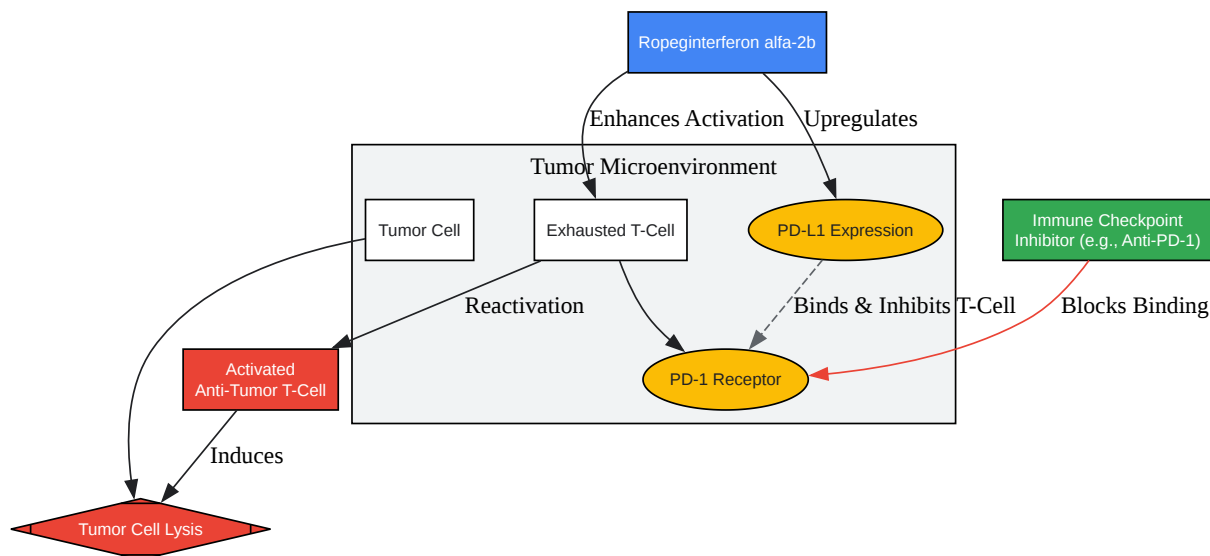 Ropeginterferon alfa-2b
Enhances Activation
Upregulates
Tumor Microenvironment
Tumor Cell
Exhausted T-Cell
PD-L1 Expression
Immune Checkpoint
Inhibitor (e.g., Anti-PD-1)
Reactivation
Binds & Inhibits T-Cell
Blocks Binding
Activated
Anti-Tumor T-Cell
PD-1 Receptor
Induces
Tumor Cell Lysis